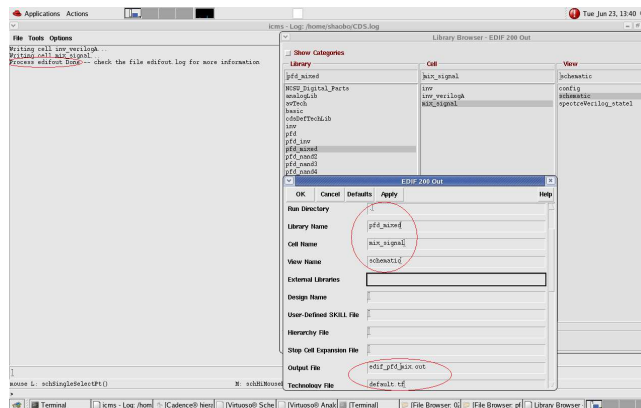 Applications Actions
Tue Jun 23, 13:40
icms - Log: /home/shaobo/CDS.log
File Tools Options
Writing cell inv_verilogA...
Writing cell mix_signal...
Process edifout Done -- check the file edifout.log for more information
Library Browser - EDIF 200 Out
Show Categories
Library
Cell
View
pfd_mixed
mix_signal
schematic
NCSU_Digital_Parts
analogLib
avTech
basic
cdsDefTechLib
inv
pfd
pfd_inv
pfd_mixed
pfd_nand2
pfd_nand3
pfd_nand4
inv
inv_verilogA
mix_signal
config
schematic
spectreVerilog_state1
EDIF 200 Out
OK Cancel Defaults Apply Help
Run Directory .
Library Name pfd_mixed
Cell Name mix_signal
View Name schematic
External Libraries
Design Name
User-Defined SKILL File
Hierarchy File
Stop Cell Expansion File
Output File edif_pfd_mix.out
Technology File default.tf
mouse L: schSingleSelectPt() M: schHiMouse
Terminal
icms - Log: /hom
[Cadence® hier
[Virtuoso® Sche
[Virtuoso® Analo
[Terminal]
[File Browser: 02
[File Browser: pf
Library Browser